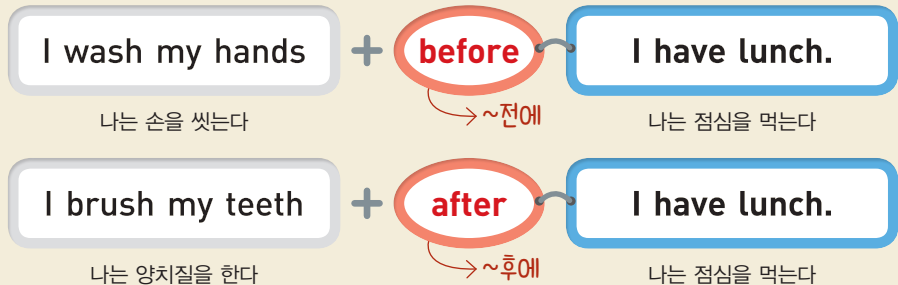 I wash my hands + before I have lunch.
~전에
나는 손을 씻는다 나는 점심을 먹는다
I brush my teeth + after I have lunch.
~후에
나는 양치질을 한다 나는 점심을 먹는다